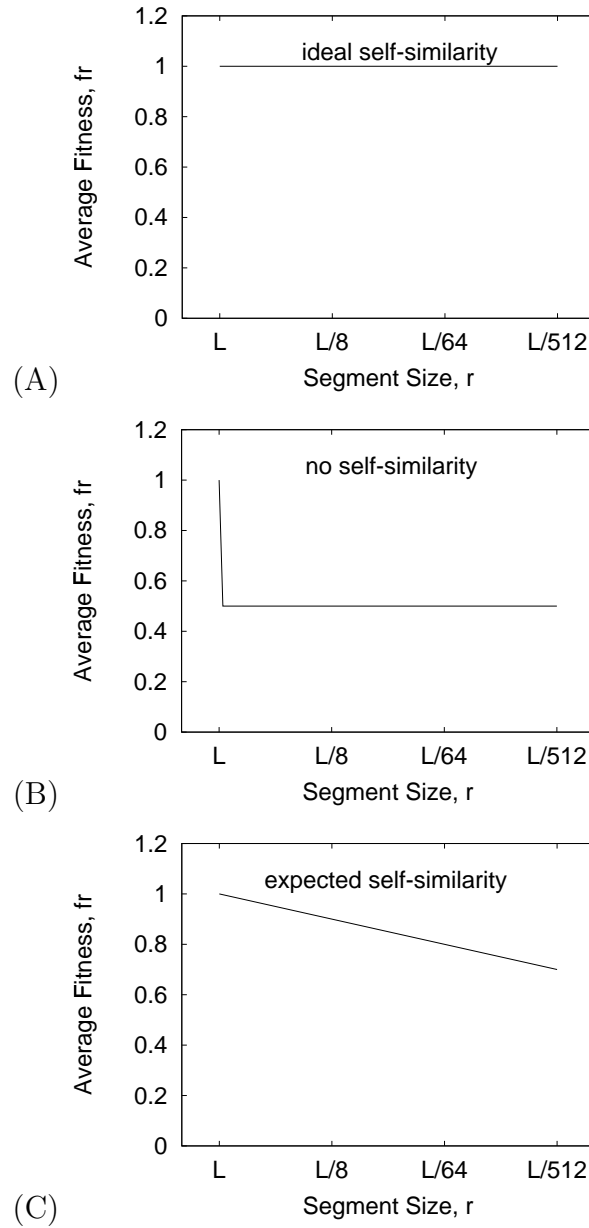 1.2
ideal self-similarity
1
0.8
0.6
0.4
0.2
0
Average Fitness, fr
L L/8 L/64 L/512
Segment Size, r
(A)
1.2
no self-similarity
1
0.8
0.6
0.4
0.2
0
Average Fitness, fr
L L/8 L/64 L/512
Segment Size, r
(B)
1.2
expected self-similarity
1
0.8
0.6
0.4
0.2
0
Average Fitness, fr
L L/8 L/64 L/512
Segment Size, r
(C)